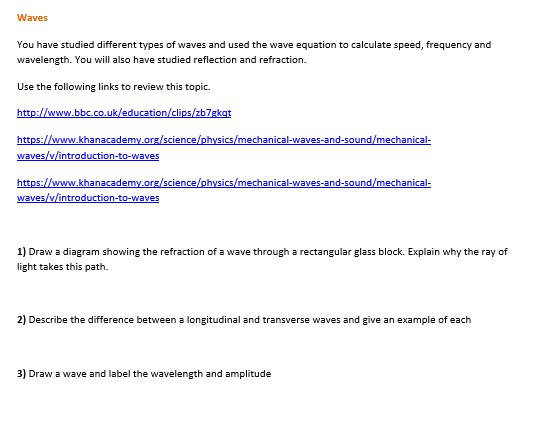 Waves
You have studied different types of waves and used the wave equation to calculate speed, frequency and
wavelength. You will also have studied reflection and refraction.
Use the following links to review this topic.
http://www.bbc.co.uk/education/clips/zb7gkqt
https://www.khanacademy.org/science/physics/mechanical-waves-and-sound/mechanical-
waves/v/introduction-to-waves
https://www.khanacademy.org/science/physics/mechanical-waves-and-sound/mechanical-
waves/v/introduction-to-waves
1) Draw a diagram showing the refraction of a wave through a rectangular glass block. Explain why the ray of
light takes this path.
2) Describe the difference between a longitudinal and transverse waves and give an example of each
3) Draw a wave and label the wavelength and amplitude